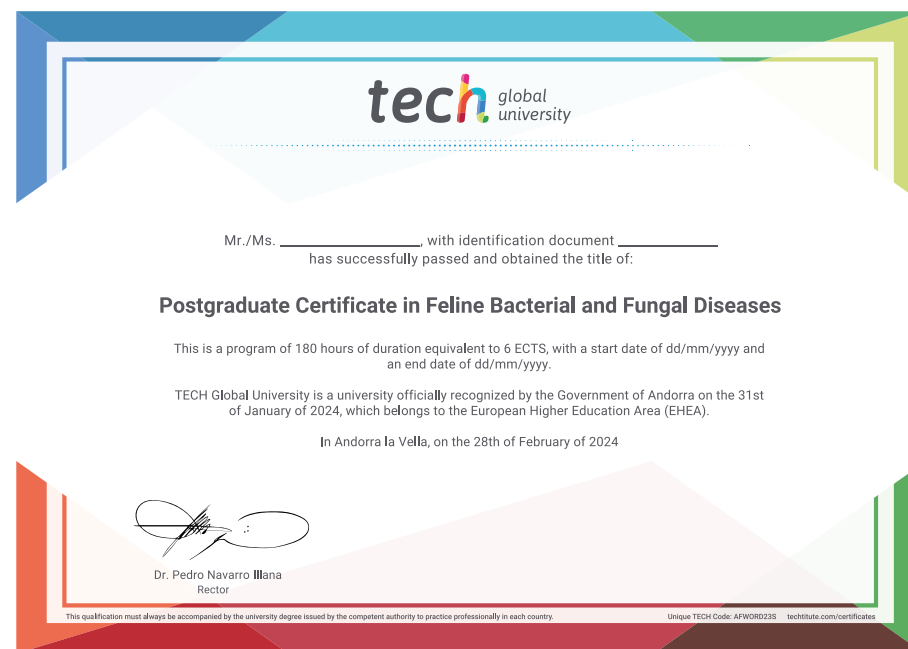 tech global university
Mr./Ms. ____________________, with identification document ______________
has successfully passed and obtained the title of:
Postgraduate Certificate in Feline Bacterial and Fungal Diseases
This is a program of 180 hours of duration equivalent to 6 ECTS, with a start date of dd/mm/yyyy and
an end date of dd/mm/yyyy.
TECH Global University is a university officially recognized by the Government of Andorra on the 31st
of January of 2024, which belongs to the European Higher Education Area (EHEA).
In Andorra la Vella, on the 28th of February of 2024
Dr. Pedro Navarro Illana
Rector
This qualification must always be accompanied by the university degree issued by the competent authority to practice professionally in each country.
Unique TECH Code: AFWORD23S techtitute.com/certificates